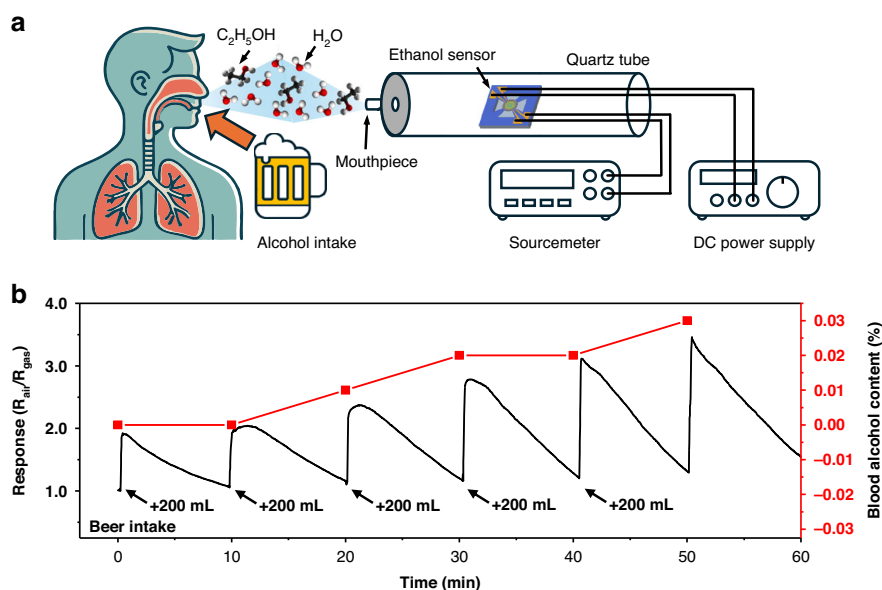 a
C₂H₅OH
H₂O
Ethanol sensor
Quartz tube
Mouthpiece
Alcohol intake
Sourcemeter
DC power supply
b
4.0
3.0
2.0
1.0
Response (Rair/Rgas)
0.03
0.02
0.01
0.00
−0.01
−0.02
−0.03
Blood alcohol content (%)
+200 mL
+200 mL
+200 mL
+200 mL
+200 mL
Beer intake
0 10 20 30 40 50 60
Time (min)